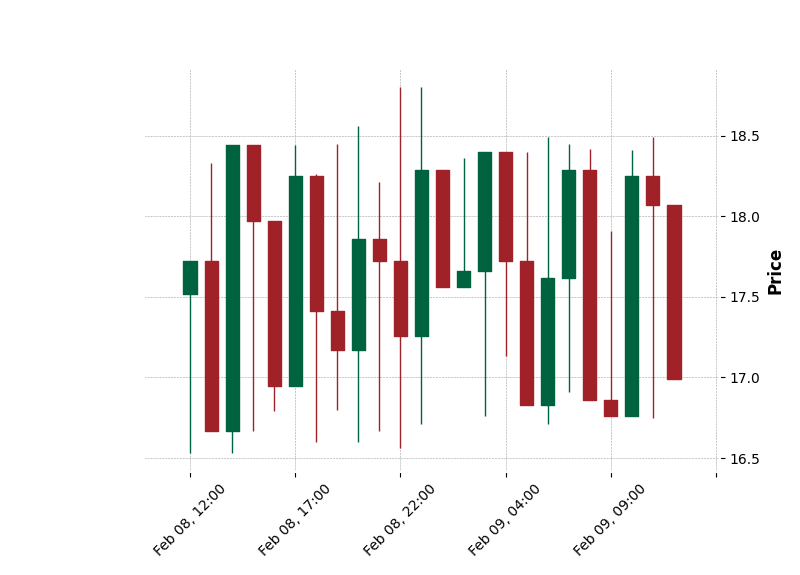 18.5
18.0
17.5
17.0
16.5
Price
Feb 08, 12:00
Feb 08, 17:00
Feb 08, 22:00
Feb 09, 04:00
Feb 09, 09:00